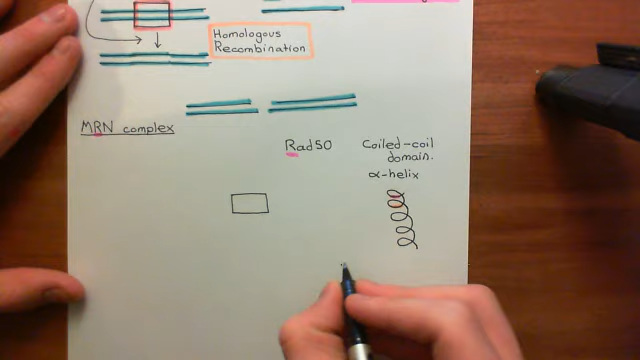 Homologous
Recombination
MRN complex
Rad50
Coiled-coil
domain.
α-helix